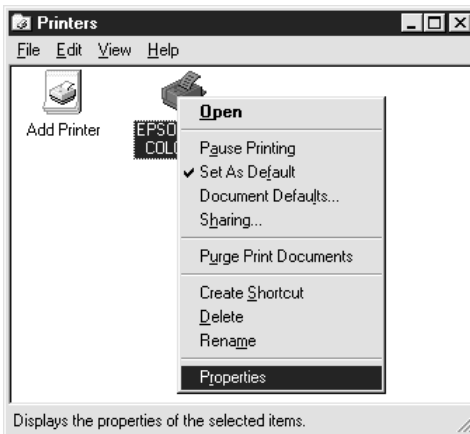 Printers
File Edit View Help
Add Printer
EPSO
COLO
Open
Pause Printing
Set As Default
Document Defaults...
Sharing...
Purge Print Documents
Create Shortcut
Delete
Rename
Properties
Displays the properties of the selected items.